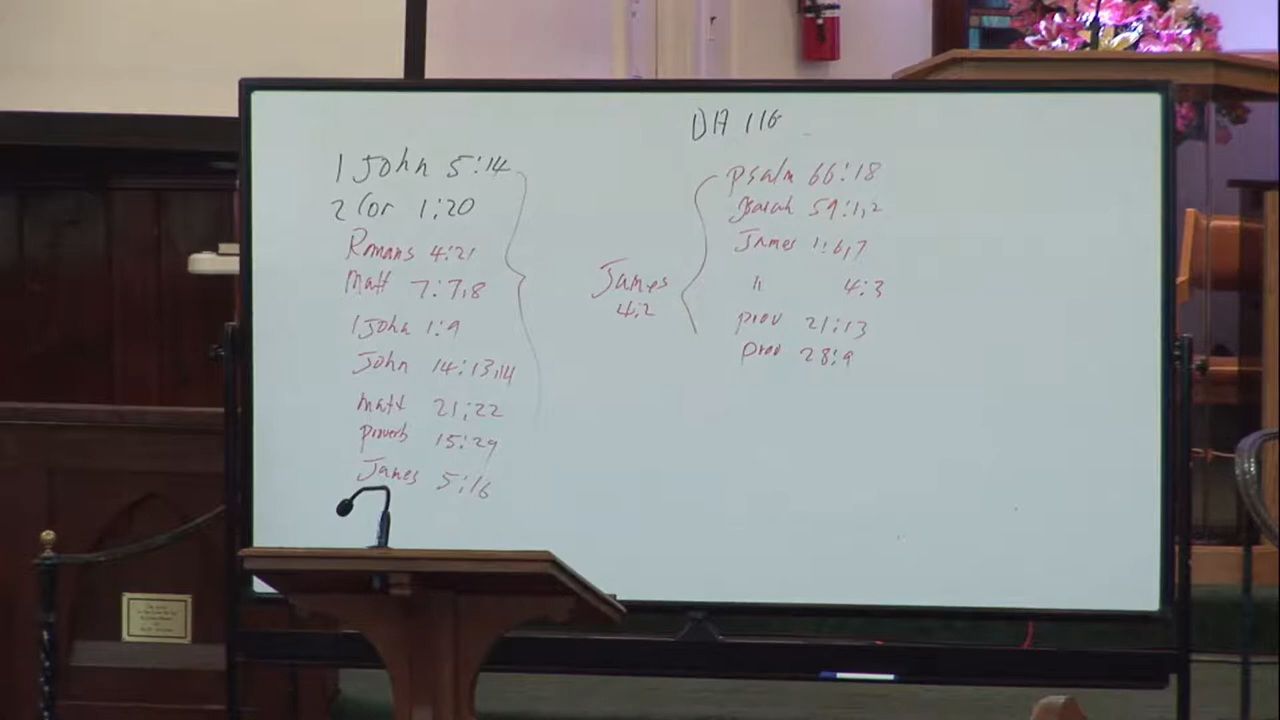 DA 116
1 John 5:14
2 Cor 1:20
Romans 4:21
Matt 7:7,8
1 John 1:9
John 14:13,14
Matt 21:22
Proverb 15:29
James 5:16
James
4:2
psalm 66:18
Isaiah 59:1,2
James 1:6,7
" 4:3
prov 21:13
prov 28:9